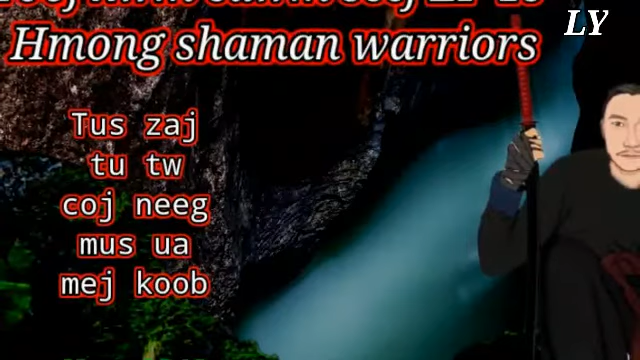 LY
Hmong shaman warriors
Tus zaj
tu tw
coj neeg
mus ua
mej koob